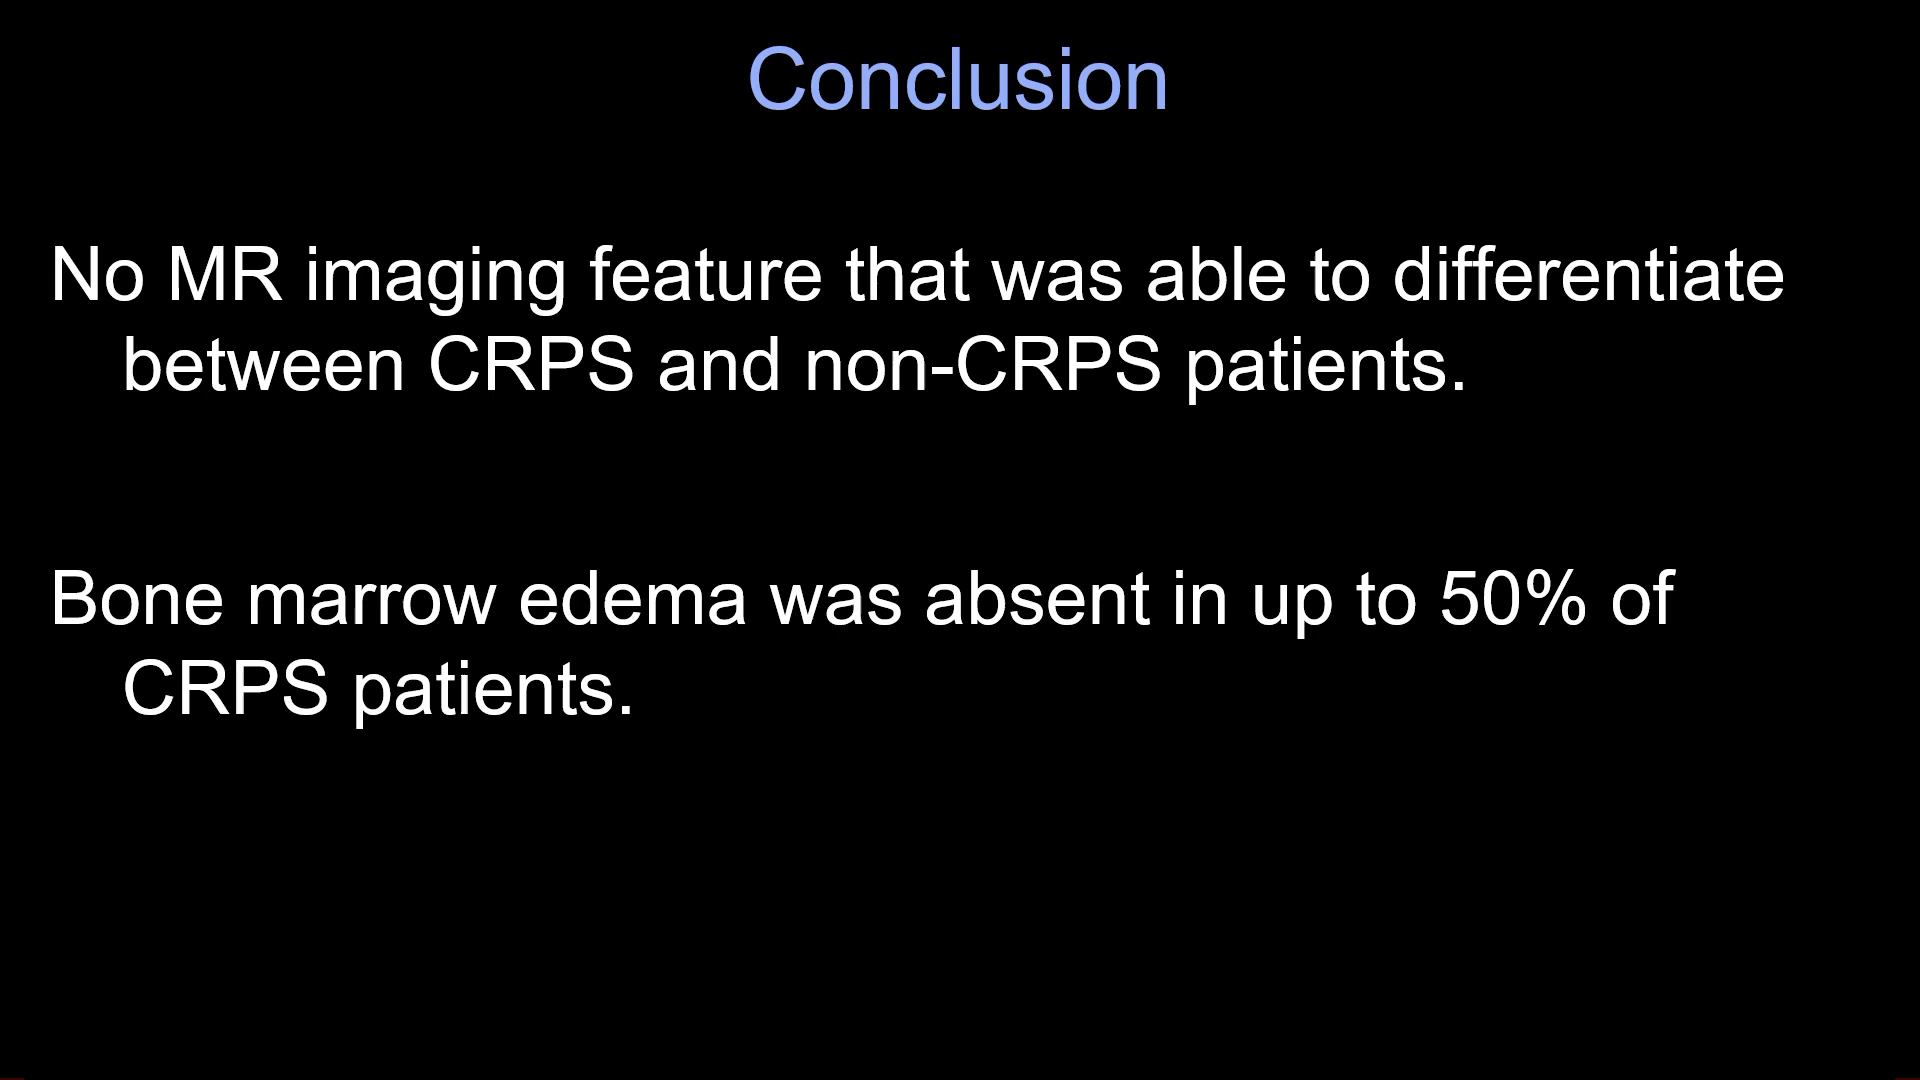 Conclusion
No MR imaging feature that was able to differentiate
between CRPS and non-CRPS patients.
Bone marrow edema was absent in up to 50% of
CRPS patients.